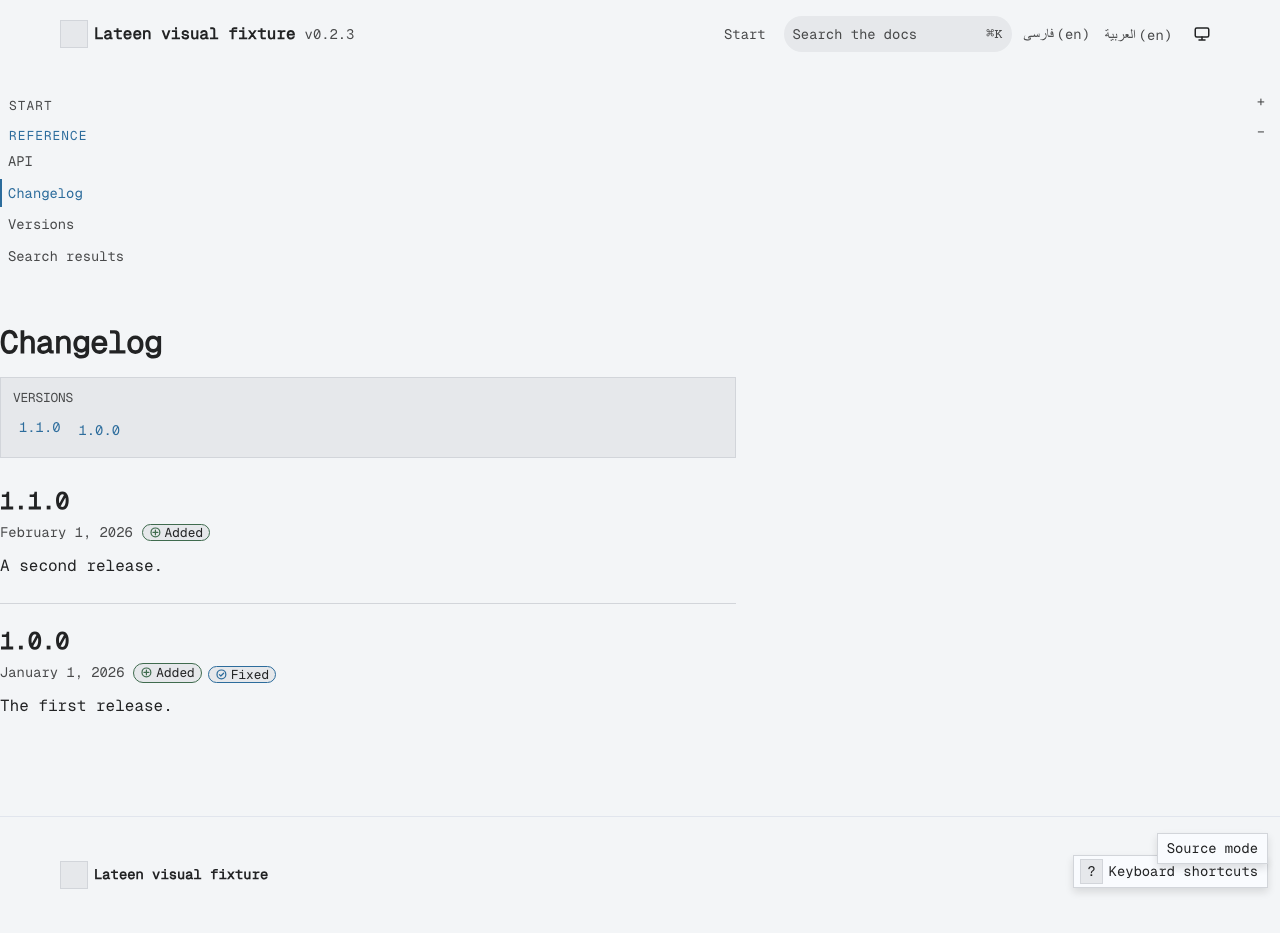 Lateen visual fixture v0.2.3 Start Search the docs ⌘K فارسی (en) العربية (en)
START +
REFERENCE −
API
Changelog
Versions
Search results
Changelog
VERSIONS
1.1.0 1.0.0
1.1.0
February 1, 2026 Added
A second release.
1.0.0
January 1, 2026 Added Fixed
The first release.
Source mode
Lateen visual fixture ? Keyboard shortcuts